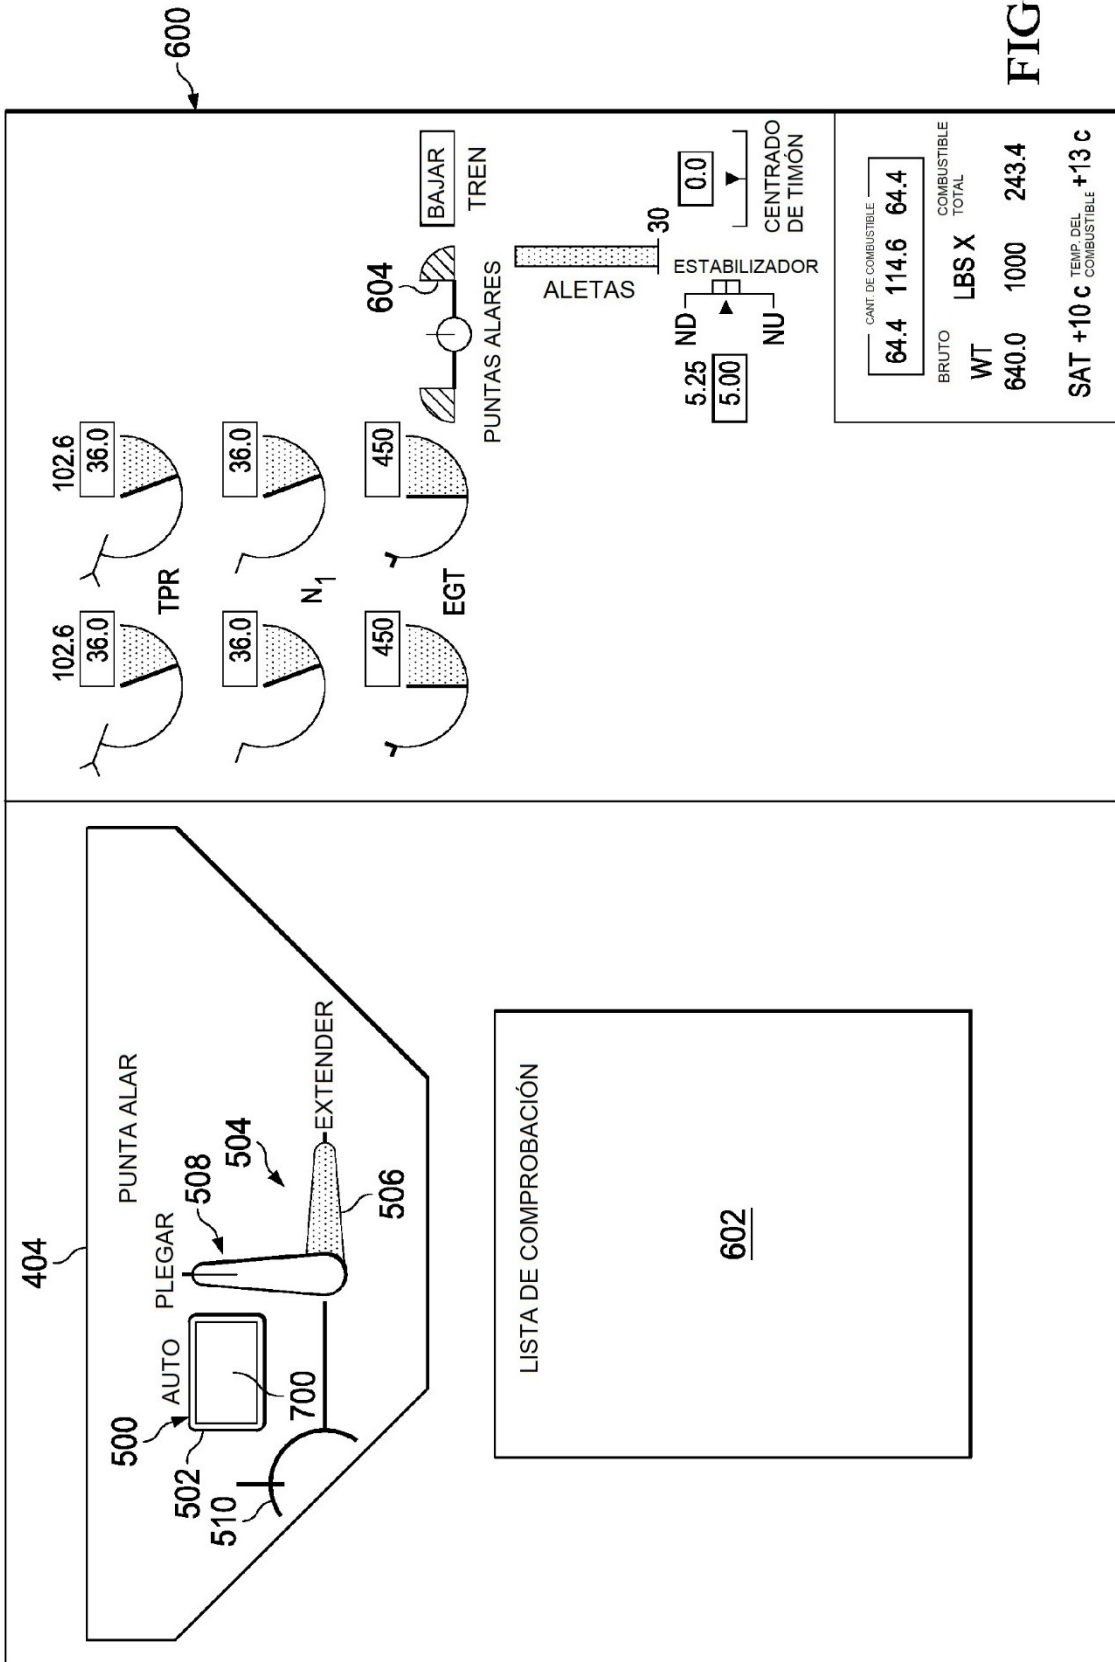 404
PUNTA ALAR
500
AUTO
PLEGAR
508
502
504
510
700
506
EXTENDER
LISTA DE COMPROBACIÓN
602
600
102.6
102.6
36.0
36.0
TPR
36.0
36.0
N1
450
450
EGT
604
BAJAR
TREN
PUNTAS ALARES
ALETAS
30
5.25
5.00
ND
NU
ESTABILIZADOR
0.0
CENTRADO
DE TIMÓN
CANT. DE COMBUSTIBLE
64.4 114.6 64.4
BRUTO
WT
LBS X
COMBUSTIBLE
TOTAL
640.0 1000 243.4
SAT +10 c TEMP. DEL
COMBUSTIBLE +13 c
FIG